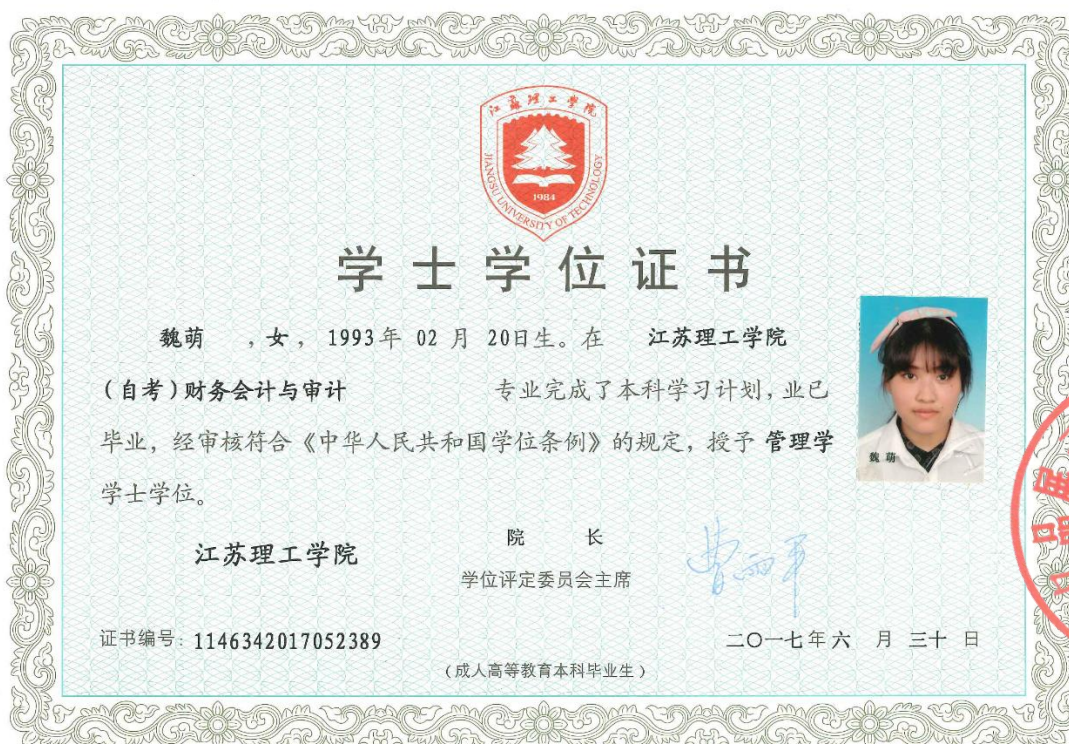 江苏理工学院
JIANGSU UNIVERSITY OF TECHNOLOGY
1984
学士学位证书
魏萌 ,女, 1993年 02 月 20日生。在 江苏理工学院
(自考)财务会计与审计 专业完成了本科学习计划,业已
毕业,经审核符合《中华人民共和国学位条例》的规定,授予 管理学
学士学位。
魏萌
江苏理工学院
院 长
学位评定委员会主席
证书编号:1146342017052389
二〇一七年六 月 三十 日
(成人高等教育本科毕业生)